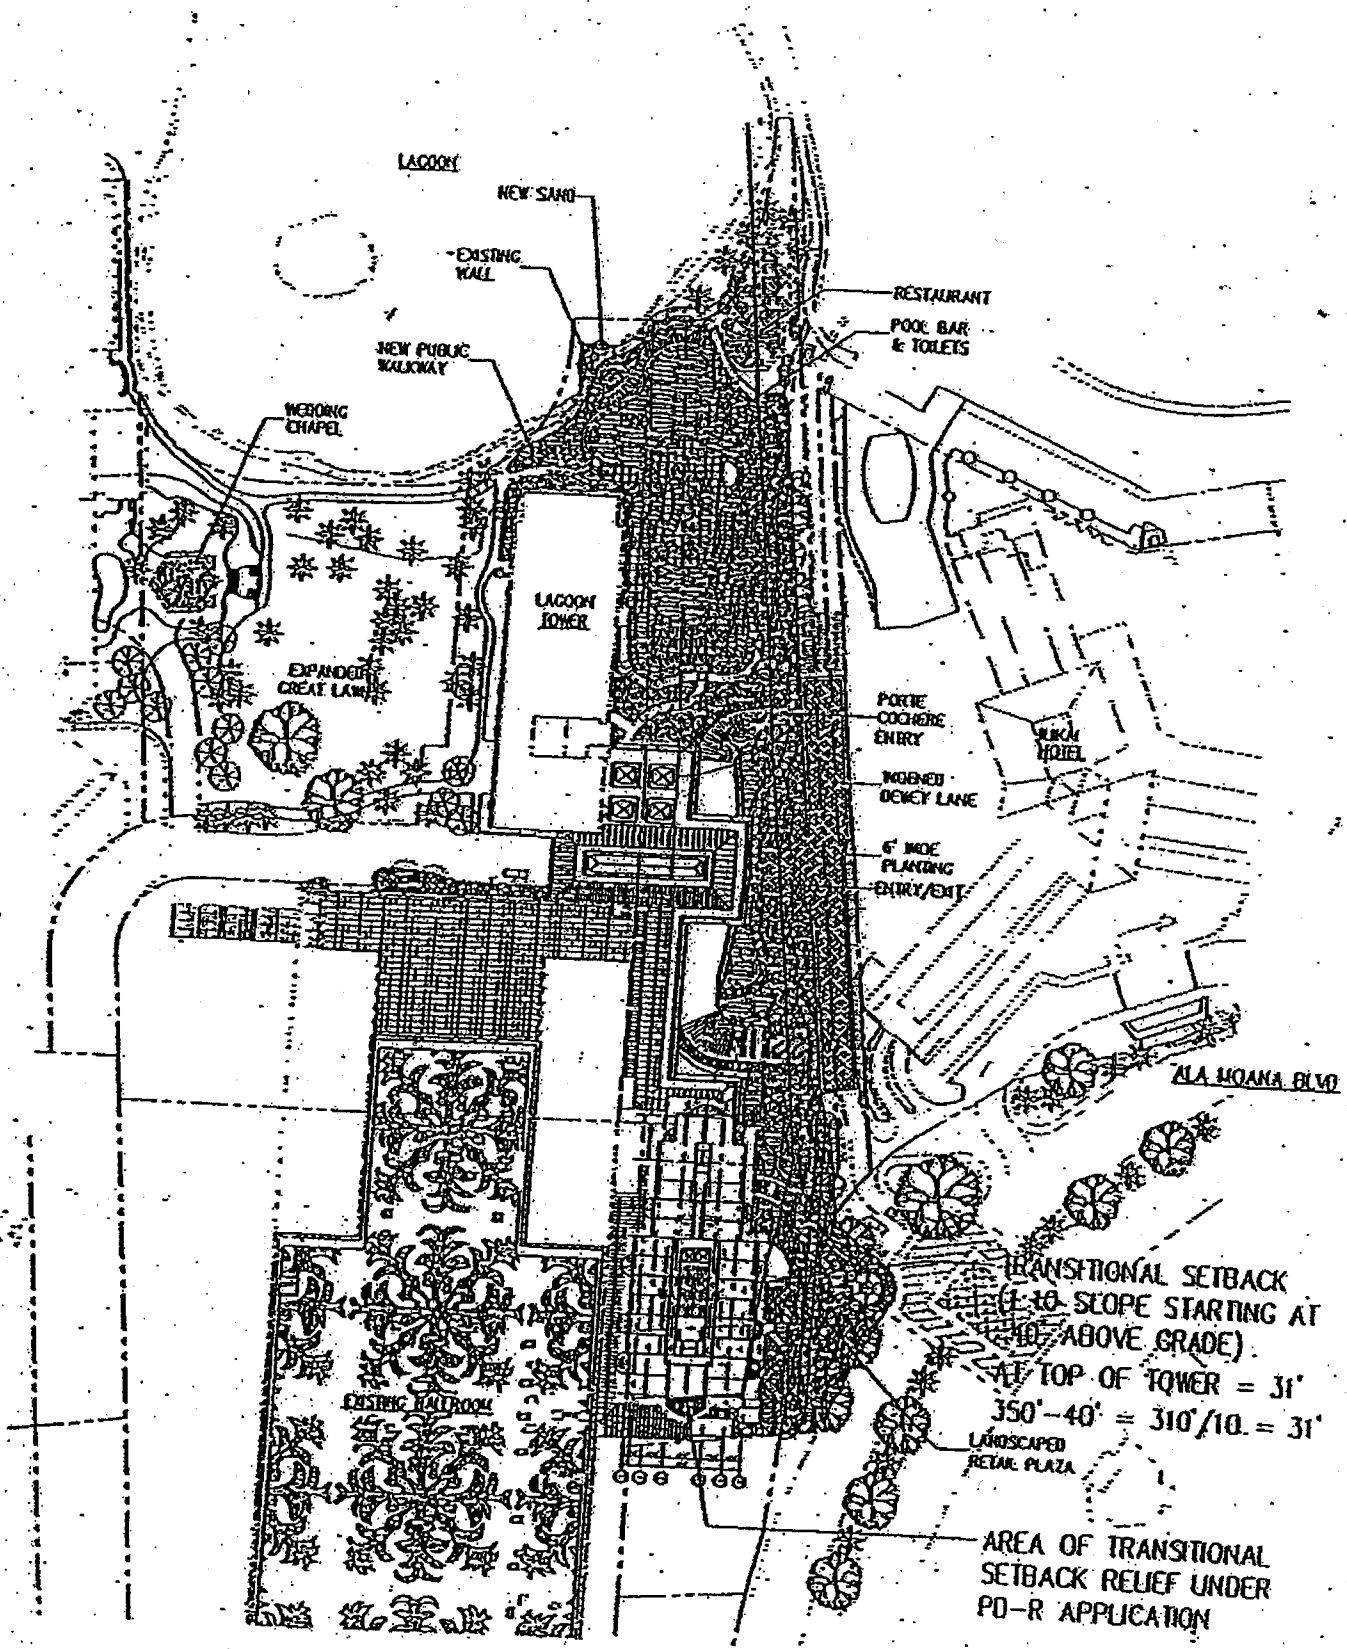 LAGOON
NEW SAND
EXISTING
WALL
RESTAURANT
POOL BAR
& TOILETS
NEW PUBLIC
WALKWAY
WEDDING
CHAPEL
LAGOON
TOWER
EXPANDED
GREAT LAWN
PORTE
COCHERE
ENTRY
ILIKAI
HOTEL
WIDENED
DEWEY LANE
6' WIDE
PLANTING
ENTRY/EXIT
ALA MOANA BLVD
TRANSITIONAL SETBACK
(1:10 SLOPE STARTING AT
40' ABOVE GRADE)
AT TOP OF TOWER = 31'
350'-40' = 310'/10 = 31'
EXISTING BALLROOM
LANDSCAPED
RETAIL PLAZA
AREA OF TRANSITIONAL
SETBACK RELIEF UNDER
PD-R APPLICATION